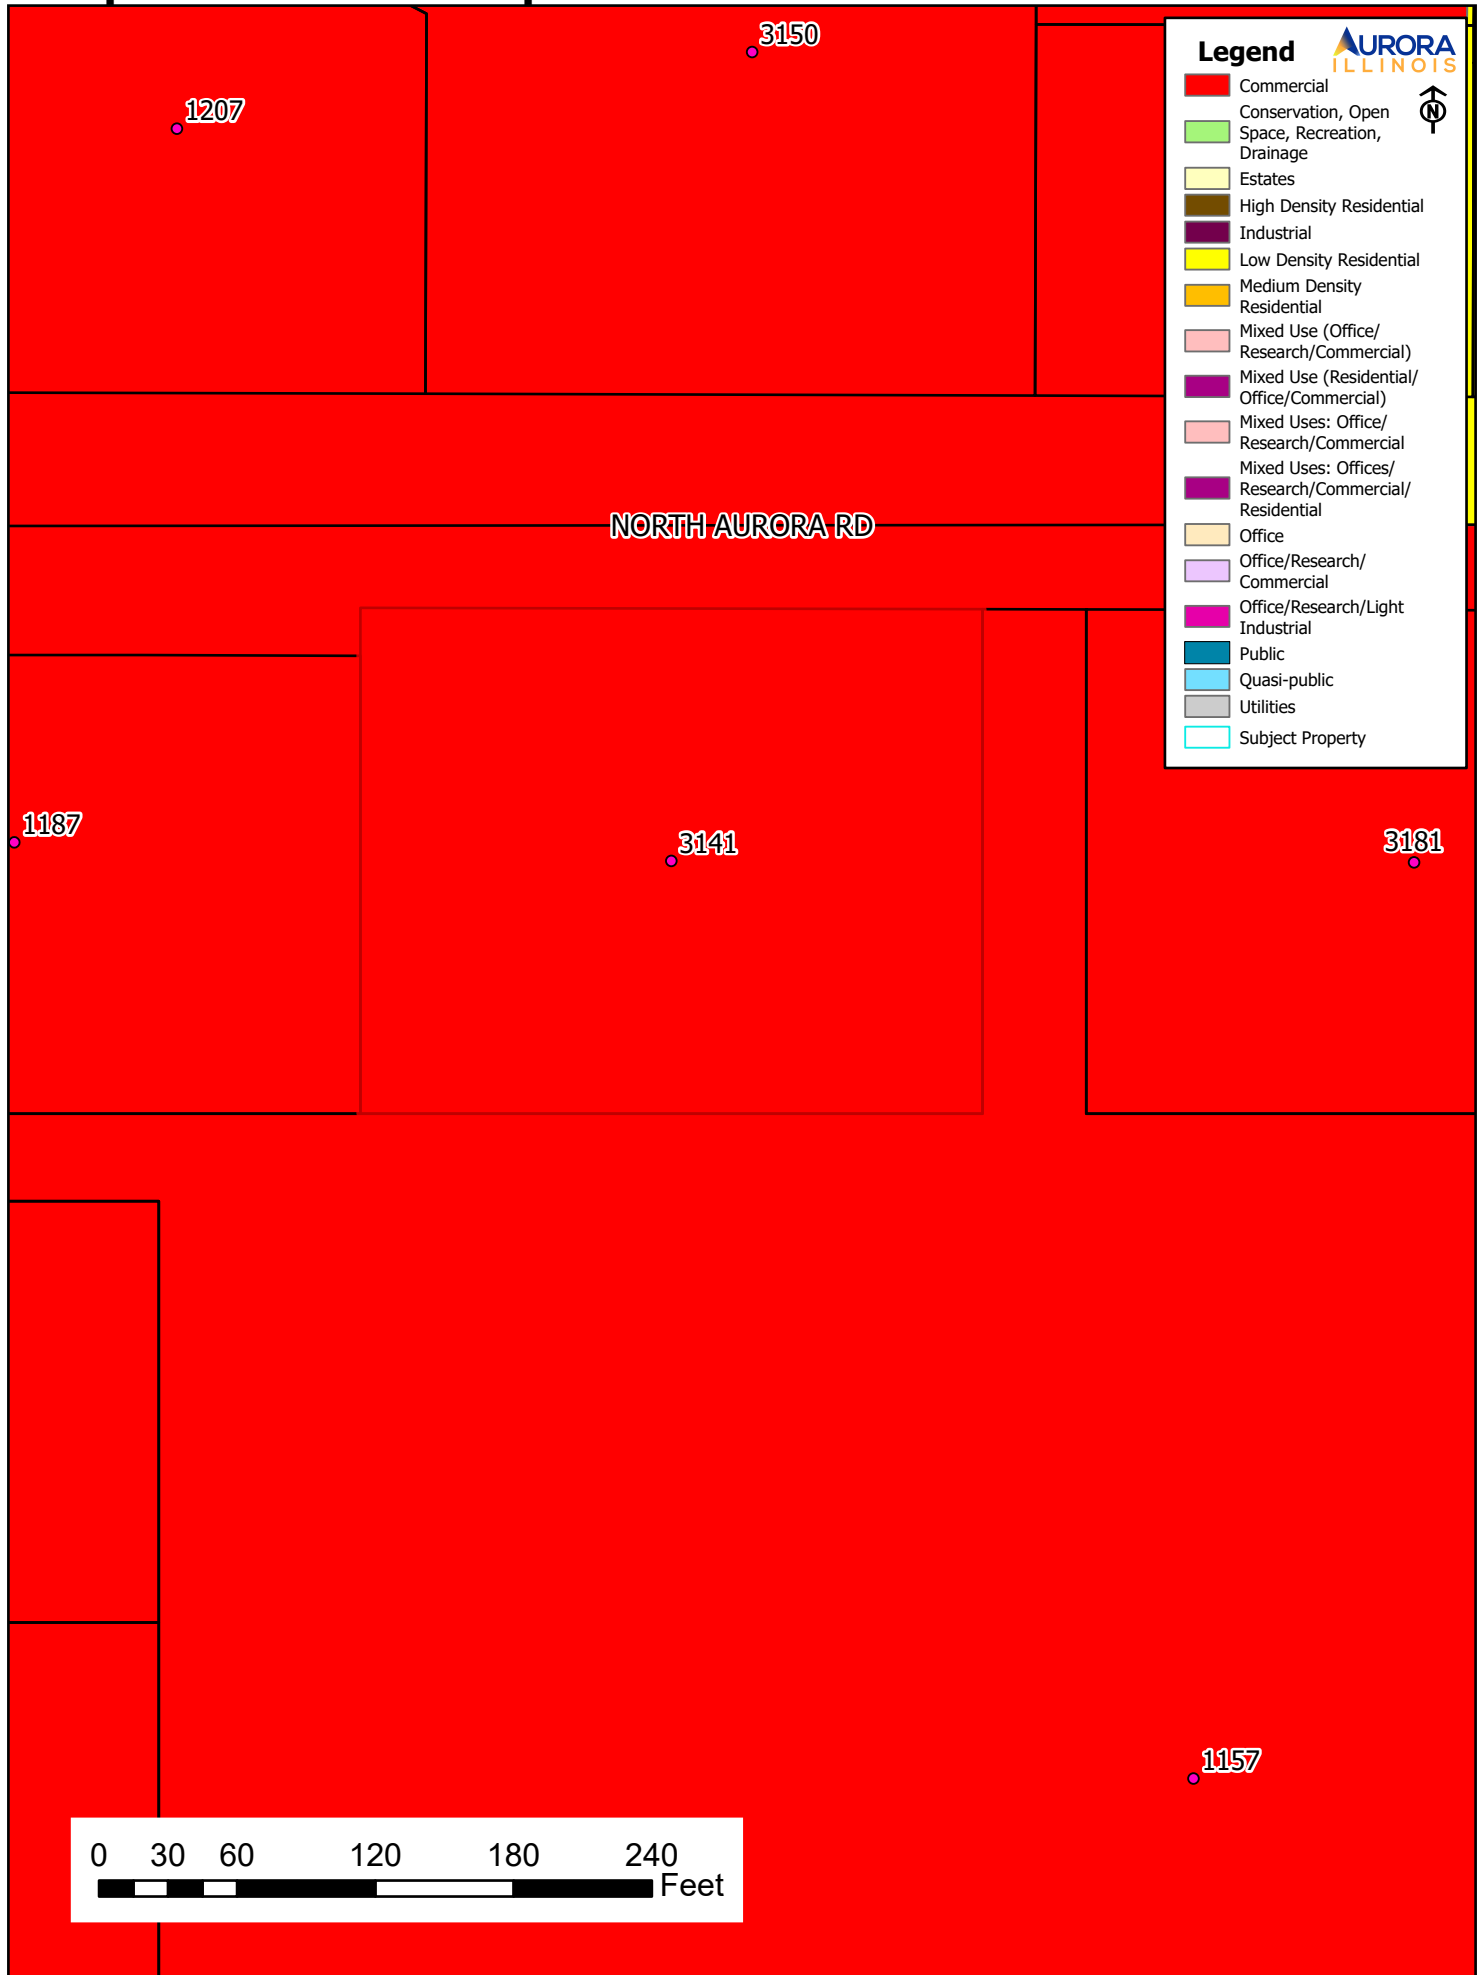 3150
1207
Legend
AURORA
ILLINOIS
N
Commercial
Conservation, Open
Space, Recreation,
Drainage
Estates
High Density Residential
Industrial
Low Density Residential
Medium Density
Residential
Mixed Use (Office/
Research/Commercial)
Mixed Use (Residential/
Office/Commercial)
Mixed Uses: Office/
Research/Commercial
Mixed Uses: Offices/
Research/Commercial/
Residential
Office
Office/Research/
Commercial
Office/Research/Light
Industrial
Public
Quasi-public
Utilities
Subject Property
NORTH AURORA RD
1187
3141
3181
1157
0 30 60 120 180 240
Feet